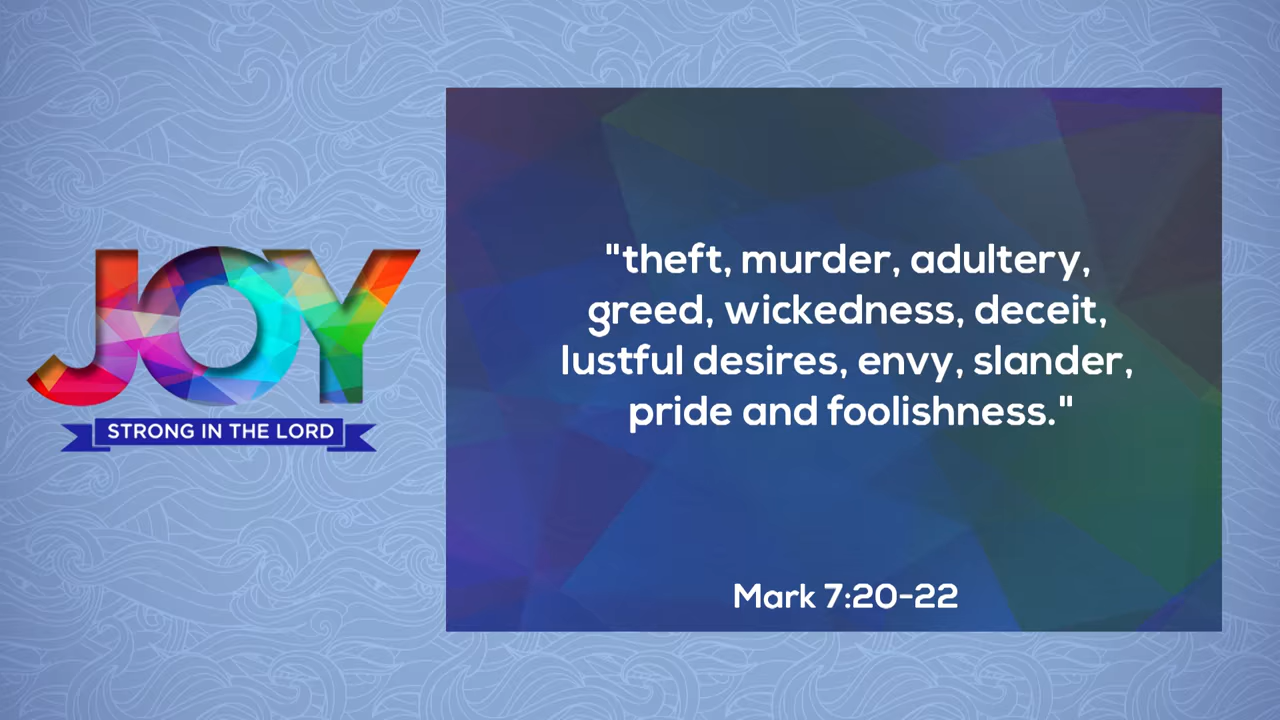 JOY
STRONG IN THE LORD
"theft, murder, adultery,
greed, wickedness, deceit,
lustful desires, envy, slander,
pride and foolishness."
Mark 7:20-22